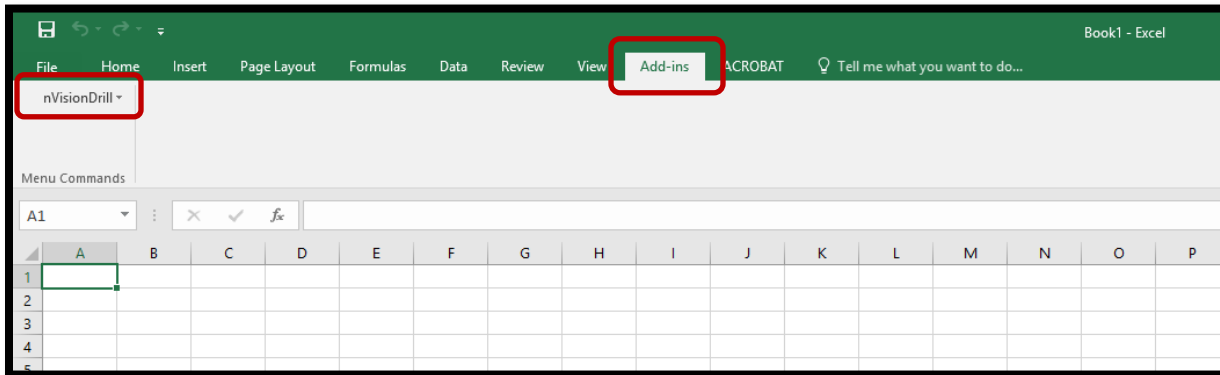 Book1 - Excel
File Home Insert Page Layout Formulas Data Review View Add-ins ACROBAT Tell me what you want to do...
nVisionDrill
Menu Commands
A1 fx
A B C D E F G H I J K L M N O P
1
2
3
4
5